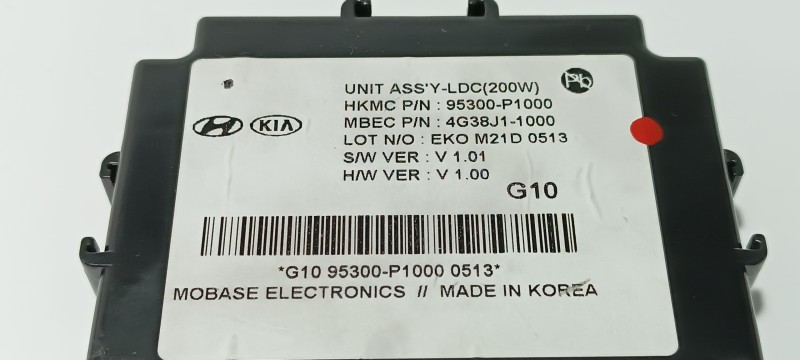 UNIT ASS'Y-LDC(200W)
Pb
HYUNDAI KIA
HKMC P/N : 95300-P1000
MBEC P/N : 4G38J1-1000
LOT N/O : EKO M21D 0513
S/W VER : V 1.01
H/W VER : V 1.00
G10
*G10 95300-P1000 0513*
MOBASE ELECTRONICS // MADE IN KOREA